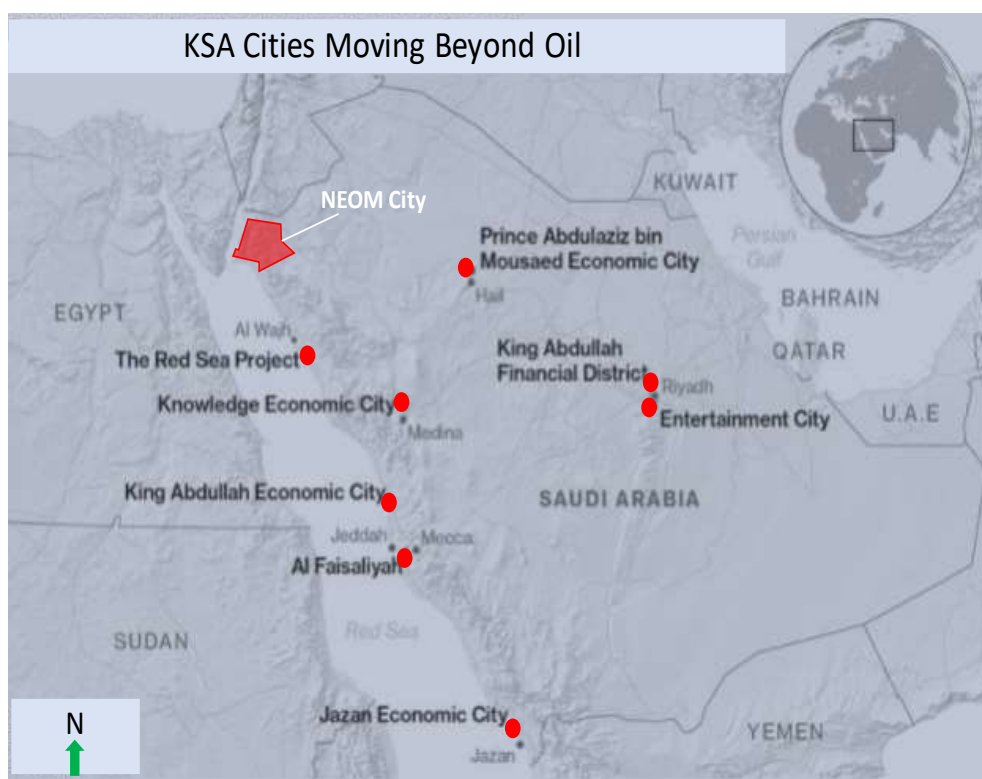 KSA Cities Moving Beyond Oil
KUWAIT
NEOM City
Prince Abdulaziz bin
Mousaed Economic City
Persian
Gulf
Hail
BAHRAIN
EGYPT
Al Wajh
The Red Sea Project
King Abdullah
Financial District
QATAR
Riyadh
Knowledge Economic City
Entertainment City
U.A.E
Medina
King Abdullah Economic City
SAUDI ARABIA
Jeddah
Mecca
Al Faisaliyah
Red Sea
SUDAN
Jazan Economic City
N
YEMEN
Jazan